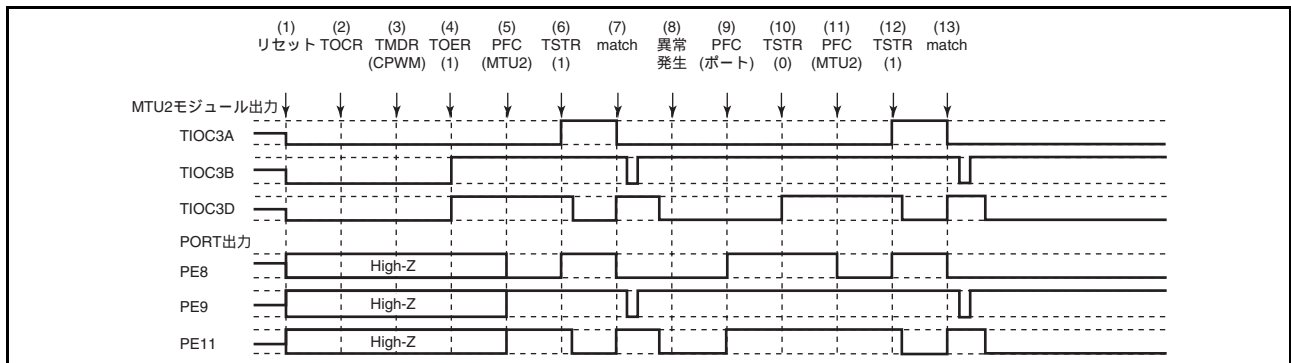 (1) (2) (3) (4) (5) (6) (7) (8) (9) (10) (11) (12) (13)
リセット TOCR TMDR TOER PFC TSTR match 異常 PFC TSTR PFC TSTR match
(CPWM) (1) (MTU2) (1) 発生 (ポート) (0) (MTU2) (1)
MTU2モジュール出力
TIOC3A
TIOC3B
TIOC3D
PORT出力
PE8 High-Z
PE9 High-Z
PE11 High-Z